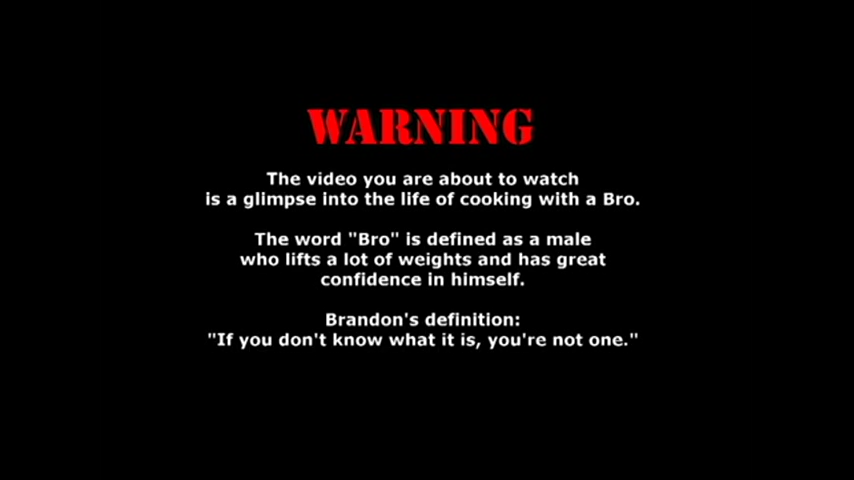 WARNING
The video you are about to watch
is a glimpse into the life of cooking with a Bro.
The word "Bro" is defined as a male
who lifts a lot of weights and has great
confidence in himself.
Brandon's definition:
"If you don't know what it is, you're not one."